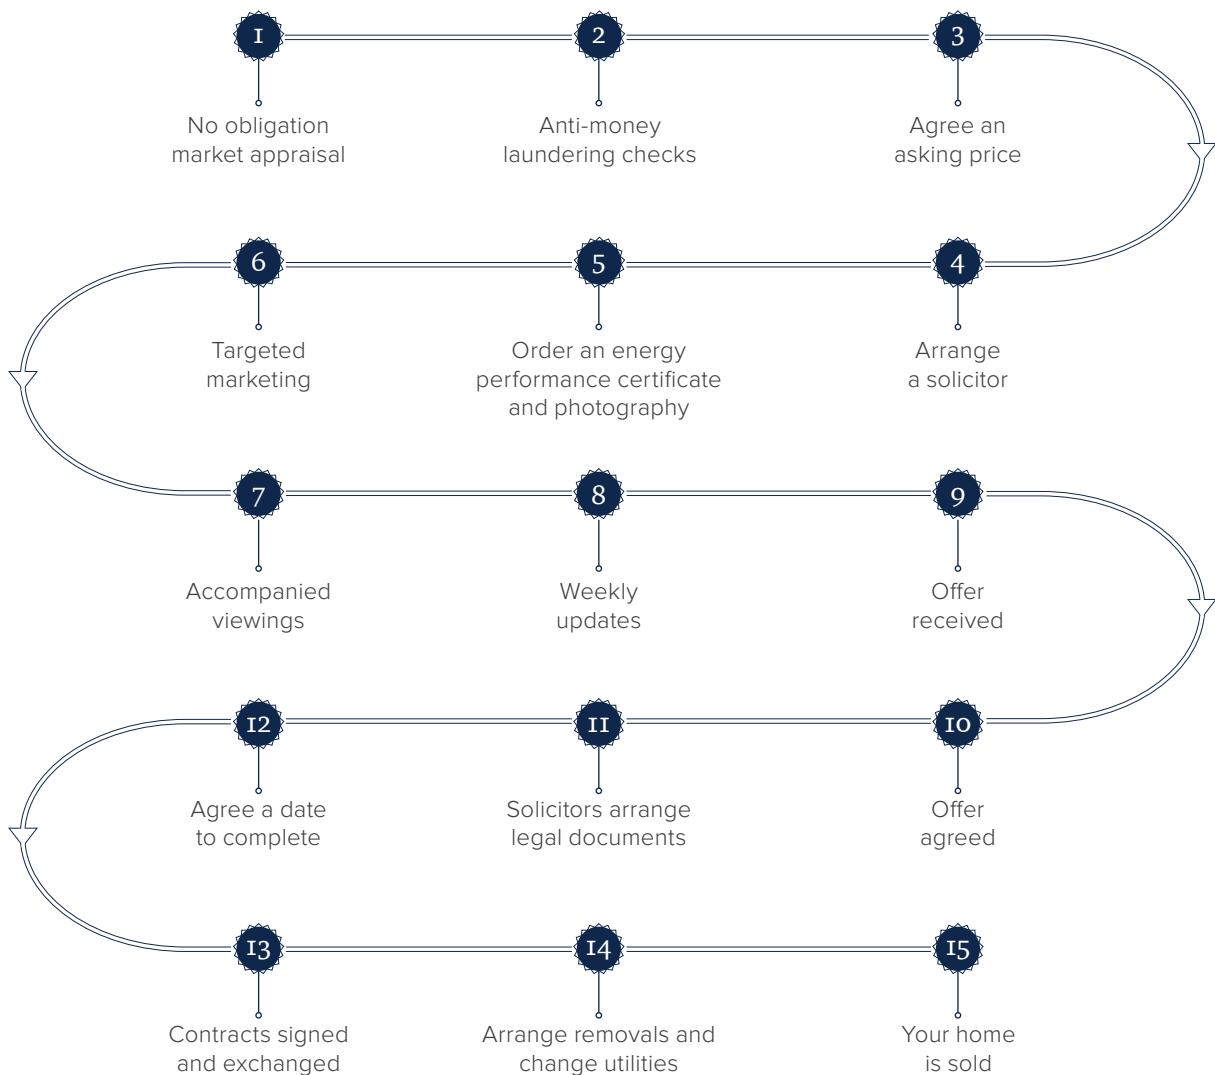 1
No obligation
market appraisal
2
Anti-money
laundering checks
3
Agree an
asking price
4
Arrange
a solicitor
5
Order an energy
performance certificate
and photography
6
Targeted
marketing
7
Accompanied
viewings
8
Weekly
updates
9
Offer
received
10
Offer
agreed
11
Solicitors arrange
legal documents
12
Agree a date
to complete
13
Contracts signed
and exchanged
14
Arrange removals and
change utilities
15
Your home
is sold